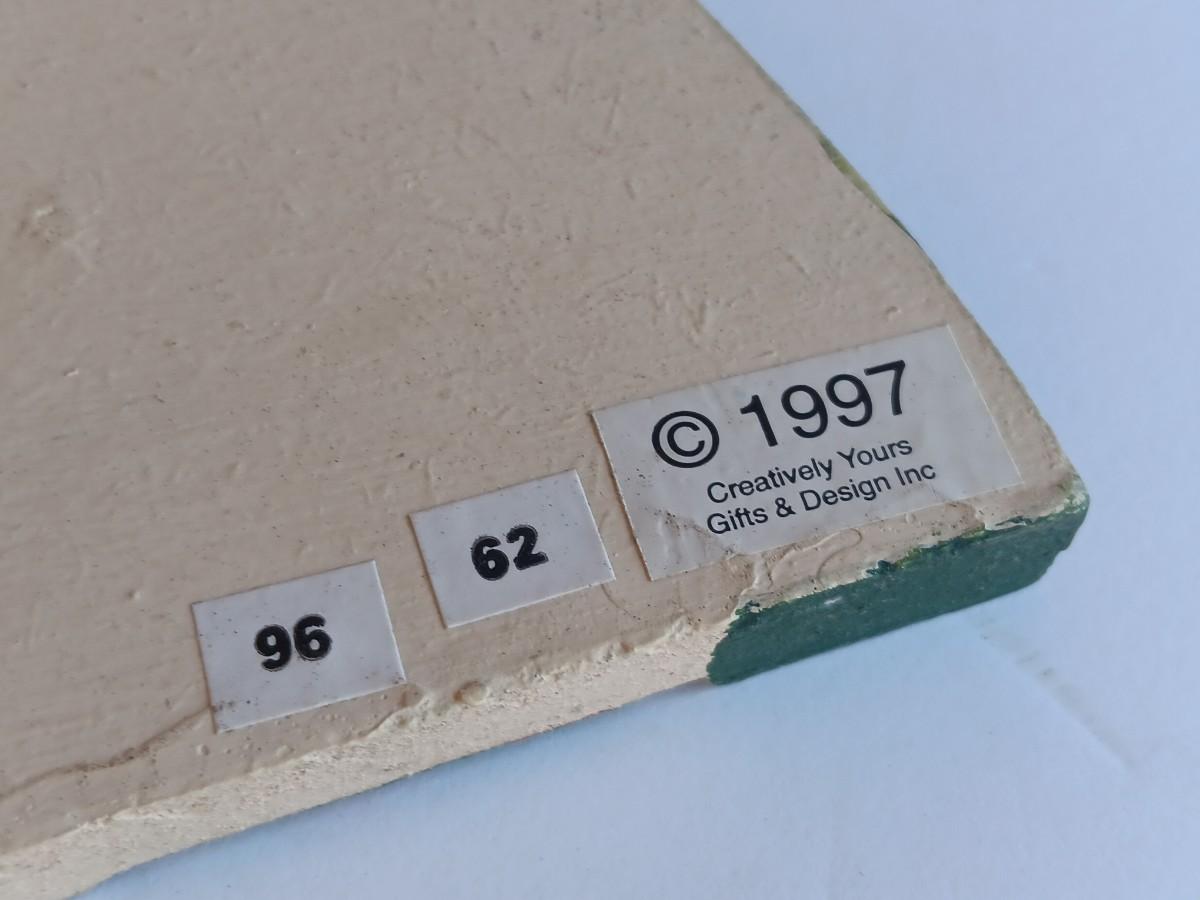 © 1997
Creatively Yours
Gifts & Design Inc
62
96